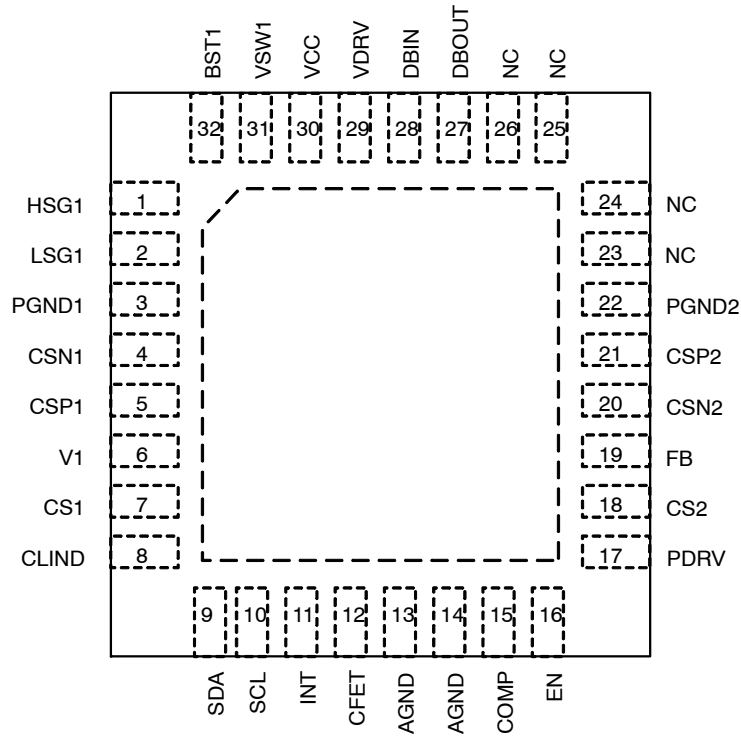 BST1 VSW1 VCC VDRV DBIN DBOUT NC NC
32 31 30 29 28 27 26 25
HSG1 1 24 NC
LSG1 2 23 NC
PGND1 3 22 PGND2
CSN1 4 21 CSP2
CSP1 5 20 CSN2
V1 6 19 FB
CS1 7 18 CS2
CLIND 8 17 PDRV
9 10 11 12 13 14 15 16
SDA SCL INT CFET AGND AGND COMP EN